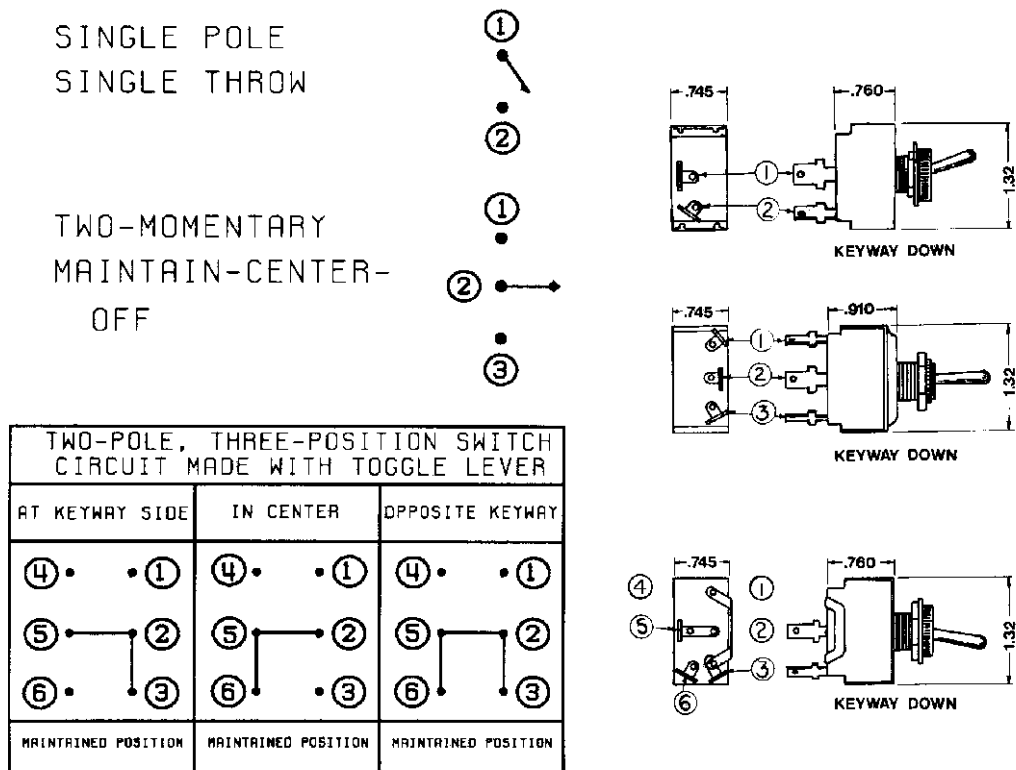 SINGLE POLE
SINGLE THROW
①
②
TWO-MOMENTARY
MAINTAIN-CENTER-
OFF
①
②
③
TWO-POLE, THREE-POSITION SWITCH
CIRCUIT MADE WITH TOGGLE LEVER
AT KEYWAY SIDE
IN CENTER
OPPOSITE KEYWAY
④ ① ④ ① ④ ①
⑤ ② ⑤ ② ⑤ ②
⑥ ③ ⑥ ③ ⑥ ③
MAINTAINED POSITION
MAINTAINED POSITION
MAINTAINED POSITION
.745
.760
①
②
1.32
KEYWAY DOWN
.745
.910
①
②
③
1.32
KEYWAY DOWN
.745
.760
④ ①
⑤ ②
③
⑥
1.32
KEYWAY DOWN